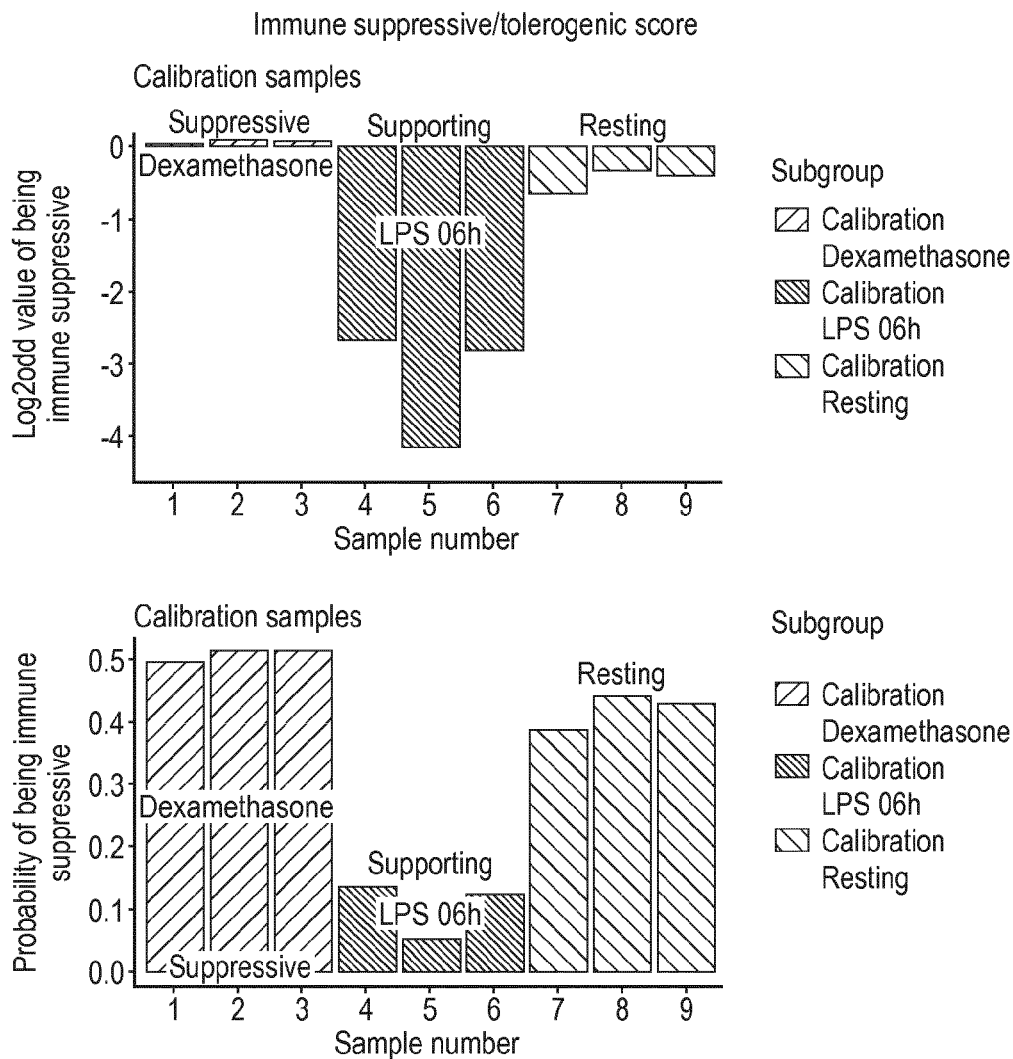 Immune suppressive/tolerogenic score
Calibration samples
Suppressive
Supporting
Resting
Dexamethasone
LPS 06h
0
-1
-2
-3
-4
Log2odd value of being
immune suppressive
1 2 3 4 5 6 7 8 9
Sample number
Subgroup
Calibration
Dexamethasone
Calibration
LPS 06h
Calibration
Resting
Calibration samples
Resting
Dexamethasone
Supporting
LPS 06h
Suppressive
0.5
0.4
0.3
0.2
0.1
0.0
Probability of being immune
suppressive
1 2 3 4 5 6 7 8 9
Sample number
Subgroup
Calibration
Dexamethasone
Calibration
LPS 06h
Calibration
Resting